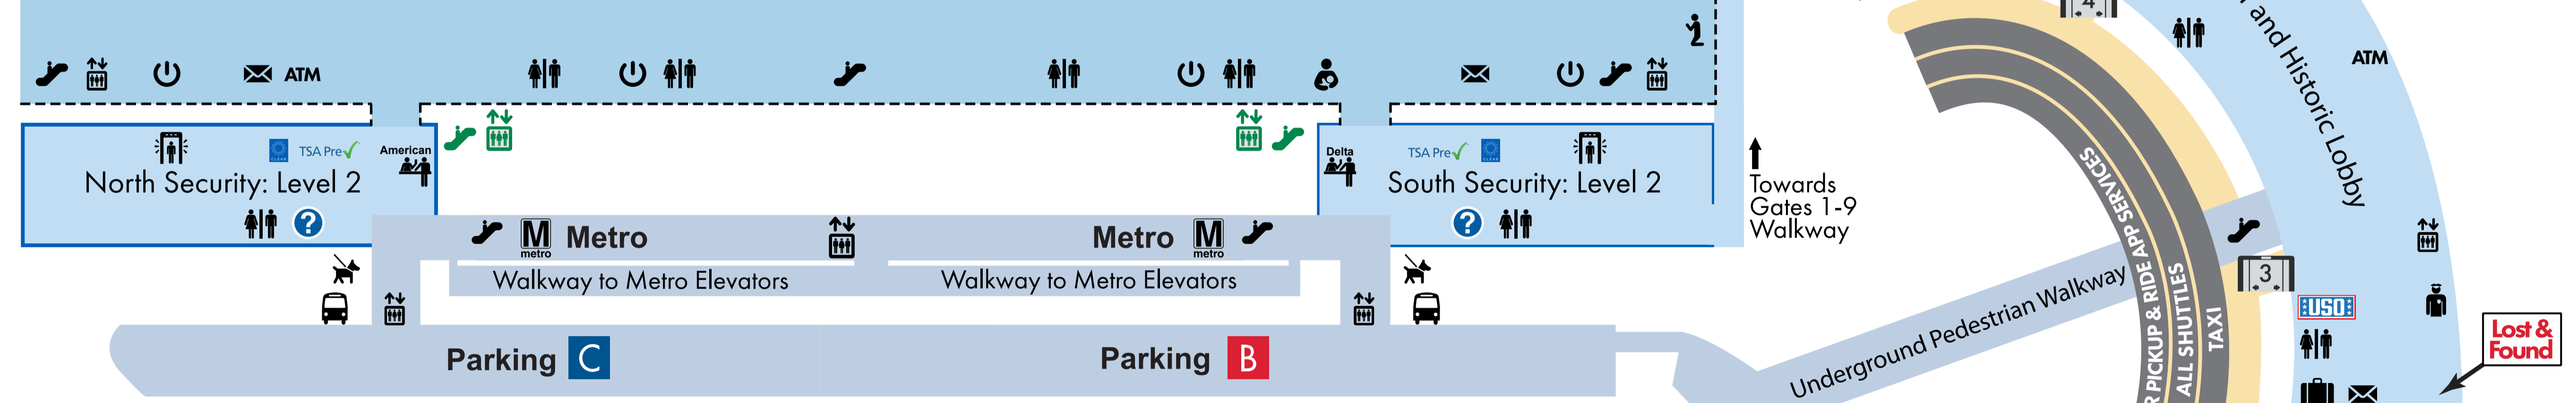 ATM
TSA Pre
CLEAR
American
North Security: Level 2
?
M
metro
Metro
Walkway to Metro Elevators
Metro
M
metro
Walkway to Metro Elevators
Delta
TSA Pre
CLEAR
South Security: Level 2
?
Parking C
Parking B
Towards
Gates 1-9
Walkway
Underground Pedestrian Walkway
PICKUP & RIDE APP SERVICES
ALL SHUTTLES
TAXI
4
3
and Historic Lobby
ATM
USO
Lost &
Found